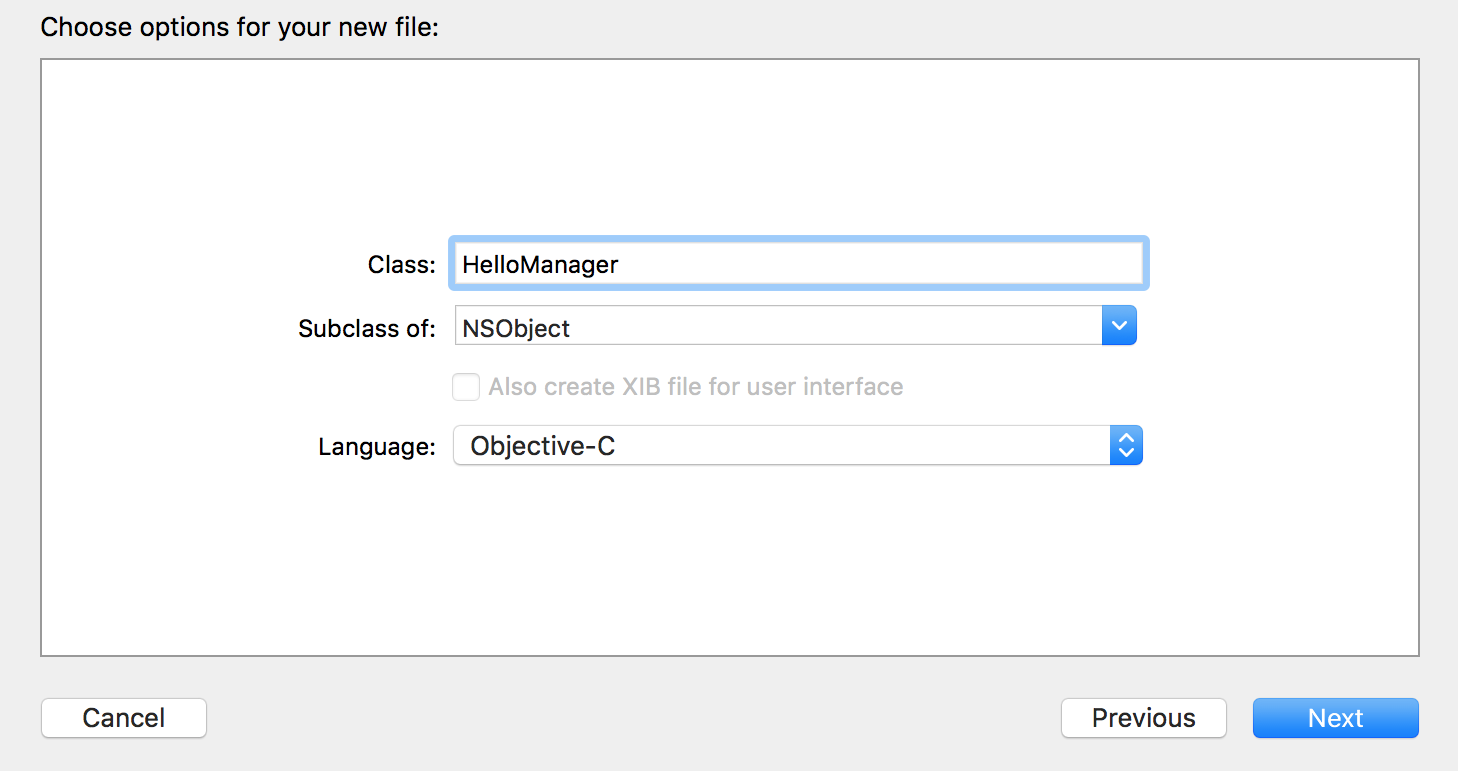 Choose options for your new file:
Class: HelloManager
Subclass of: NSObject
Also create XIB file for user interface
Language: Objective-C
Cancel Previous Next